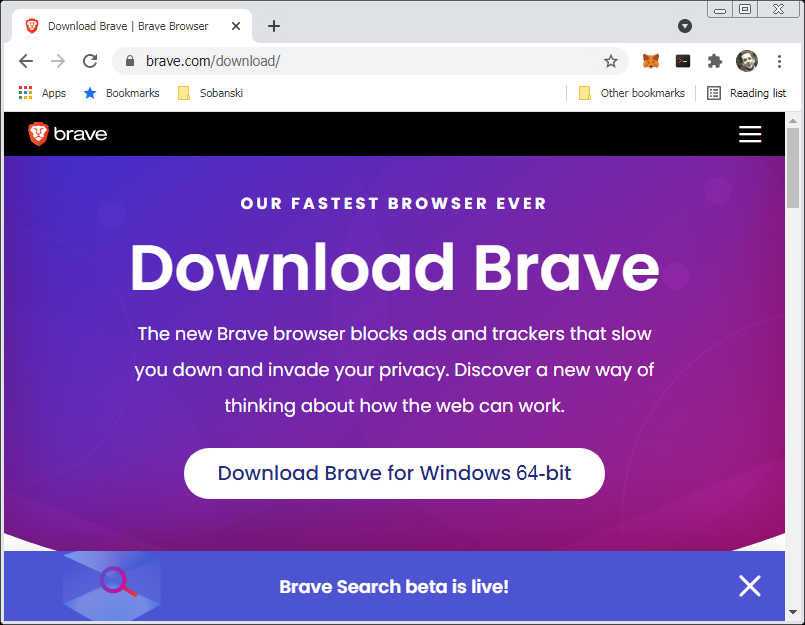 Download Brave | Brave Browser
brave.com/download/
Apps
Bookmarks
Sobanski
Other bookmarks
Reading list
brave
OUR FASTEST BROWSER EVER
Download Brave
The new Brave browser blocks ads and trackers that slow
you down and invade your privacy. Discover a new way of
thinking about how the web can work.
Download Brave for Windows 64-bit
Brave Search beta is live!